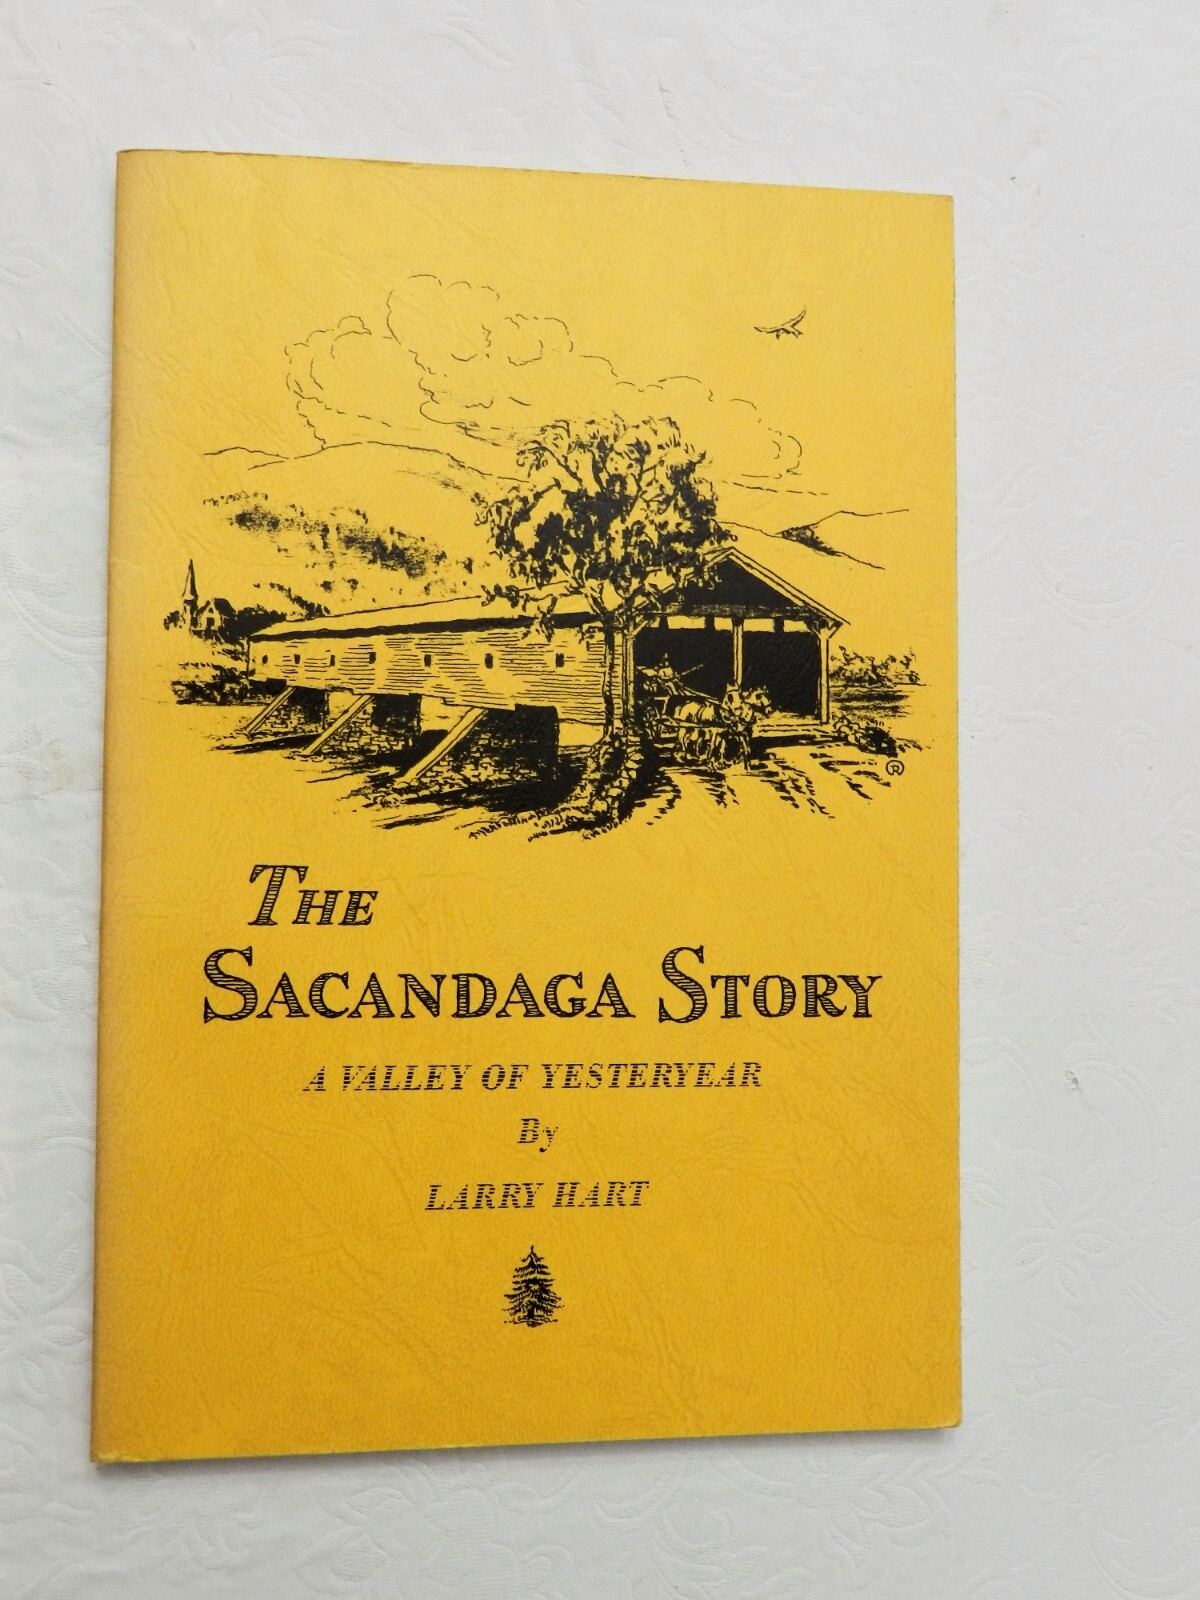 THE
SACANDAGA STORY
A VALLEY OF YESTERYEAR
By
LARRY HART